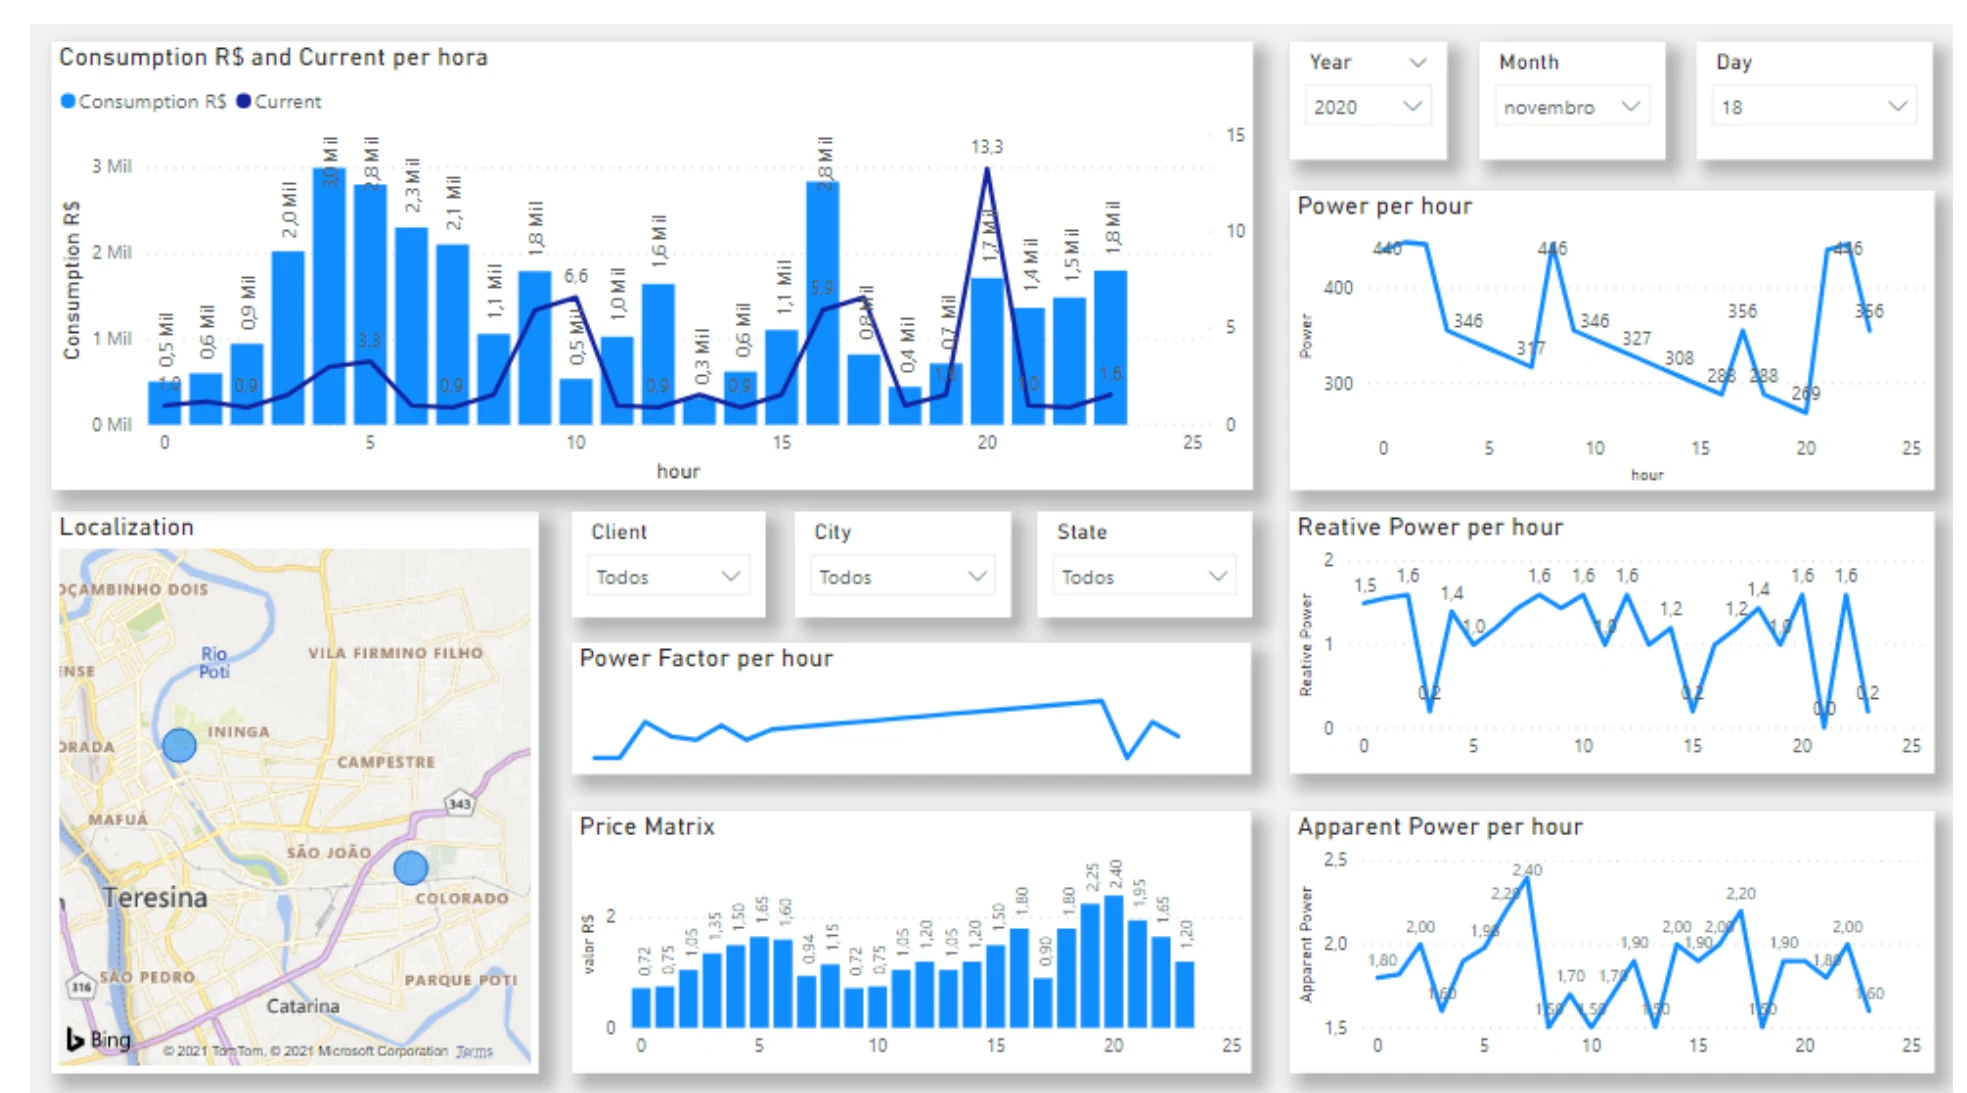 Consumption R$ and Current per hora
Consumption R$ Current
Consumption R$
3 Mil
2 Mil
1 Mil
0 Mil
15
10
5
0
0,5 Mil
0,6 Mil
0,9 Mil
2,0 Mil
3,0 Mil
2,8 Mil
2,3 Mil
2,1 Mil
1,1 Mil
1,8 Mil
0,5 Mil
1,0 Mil
1,6 Mil
0,3 Mil
0,6 Mil
1,1 Mil
2,8 Mil
0,8 Mil
0,4 Mil
0,7 Mil
1,7 Mil
1,4 Mil
1,5 Mil
1,8 Mil
0,9
3,3
0,9
6,6
0,9
0,9
5,9
13,3
1,6
0 5 10 15 20 25
hour
Year
2020
Month
novembro
Day
18
Power per hour
Power
400
300
446
346
317
446
346
327
308
288
356
288
269
446
356
0 5 10 15 20 25
hour
Localization
OÇAMBINHO DOIS
Rio
Poti
VILA FIRMINO FILHO
ENSE
ININGA
DRADA
CAMPESTRE
343
MAFUÁ
SÃO JOÃO
Teresina
COLORADO
SÃO PEDRO
PARQUE POTI
316
Catarina
Bing
© 2021 TomTom, © 2021 Microsoft Corporation Terms
Client
Todos
City
Todos
State
Todos
Power Factor per hour
Price Matrix
valar R$
2
0
0,72
0,75
1,05
1,35
1,50
1,65
1,60
0,94
1,15
0,72
0,75
1,05
1,20
1,05
1,20
1,50
1,80
0,90
1,80
2,25
2,40
1,95
1,65
1,20
0 5 10 15 20 25
Reative Power per hour
Reative Power
2
1
0
1,5
1,6
0,2
1,4
1,0
1,6
1,6
1,0
1,6
1,2
0,2
1,2
1,4
1,0
1,6
0,0
1,6
0,2
0 5 10 15 20 25
Apparent Power per hour
Apparent Power
2,5
2,0
1,5
1,80
2,00
1,60
1,98
2,20
2,40
1,50
1,70
1,50
1,70
1,90
1,50
2,00
1,90
2,00
2,20
1,50
1,90
1,80
2,00
1,60
0 5 10 15 20 25